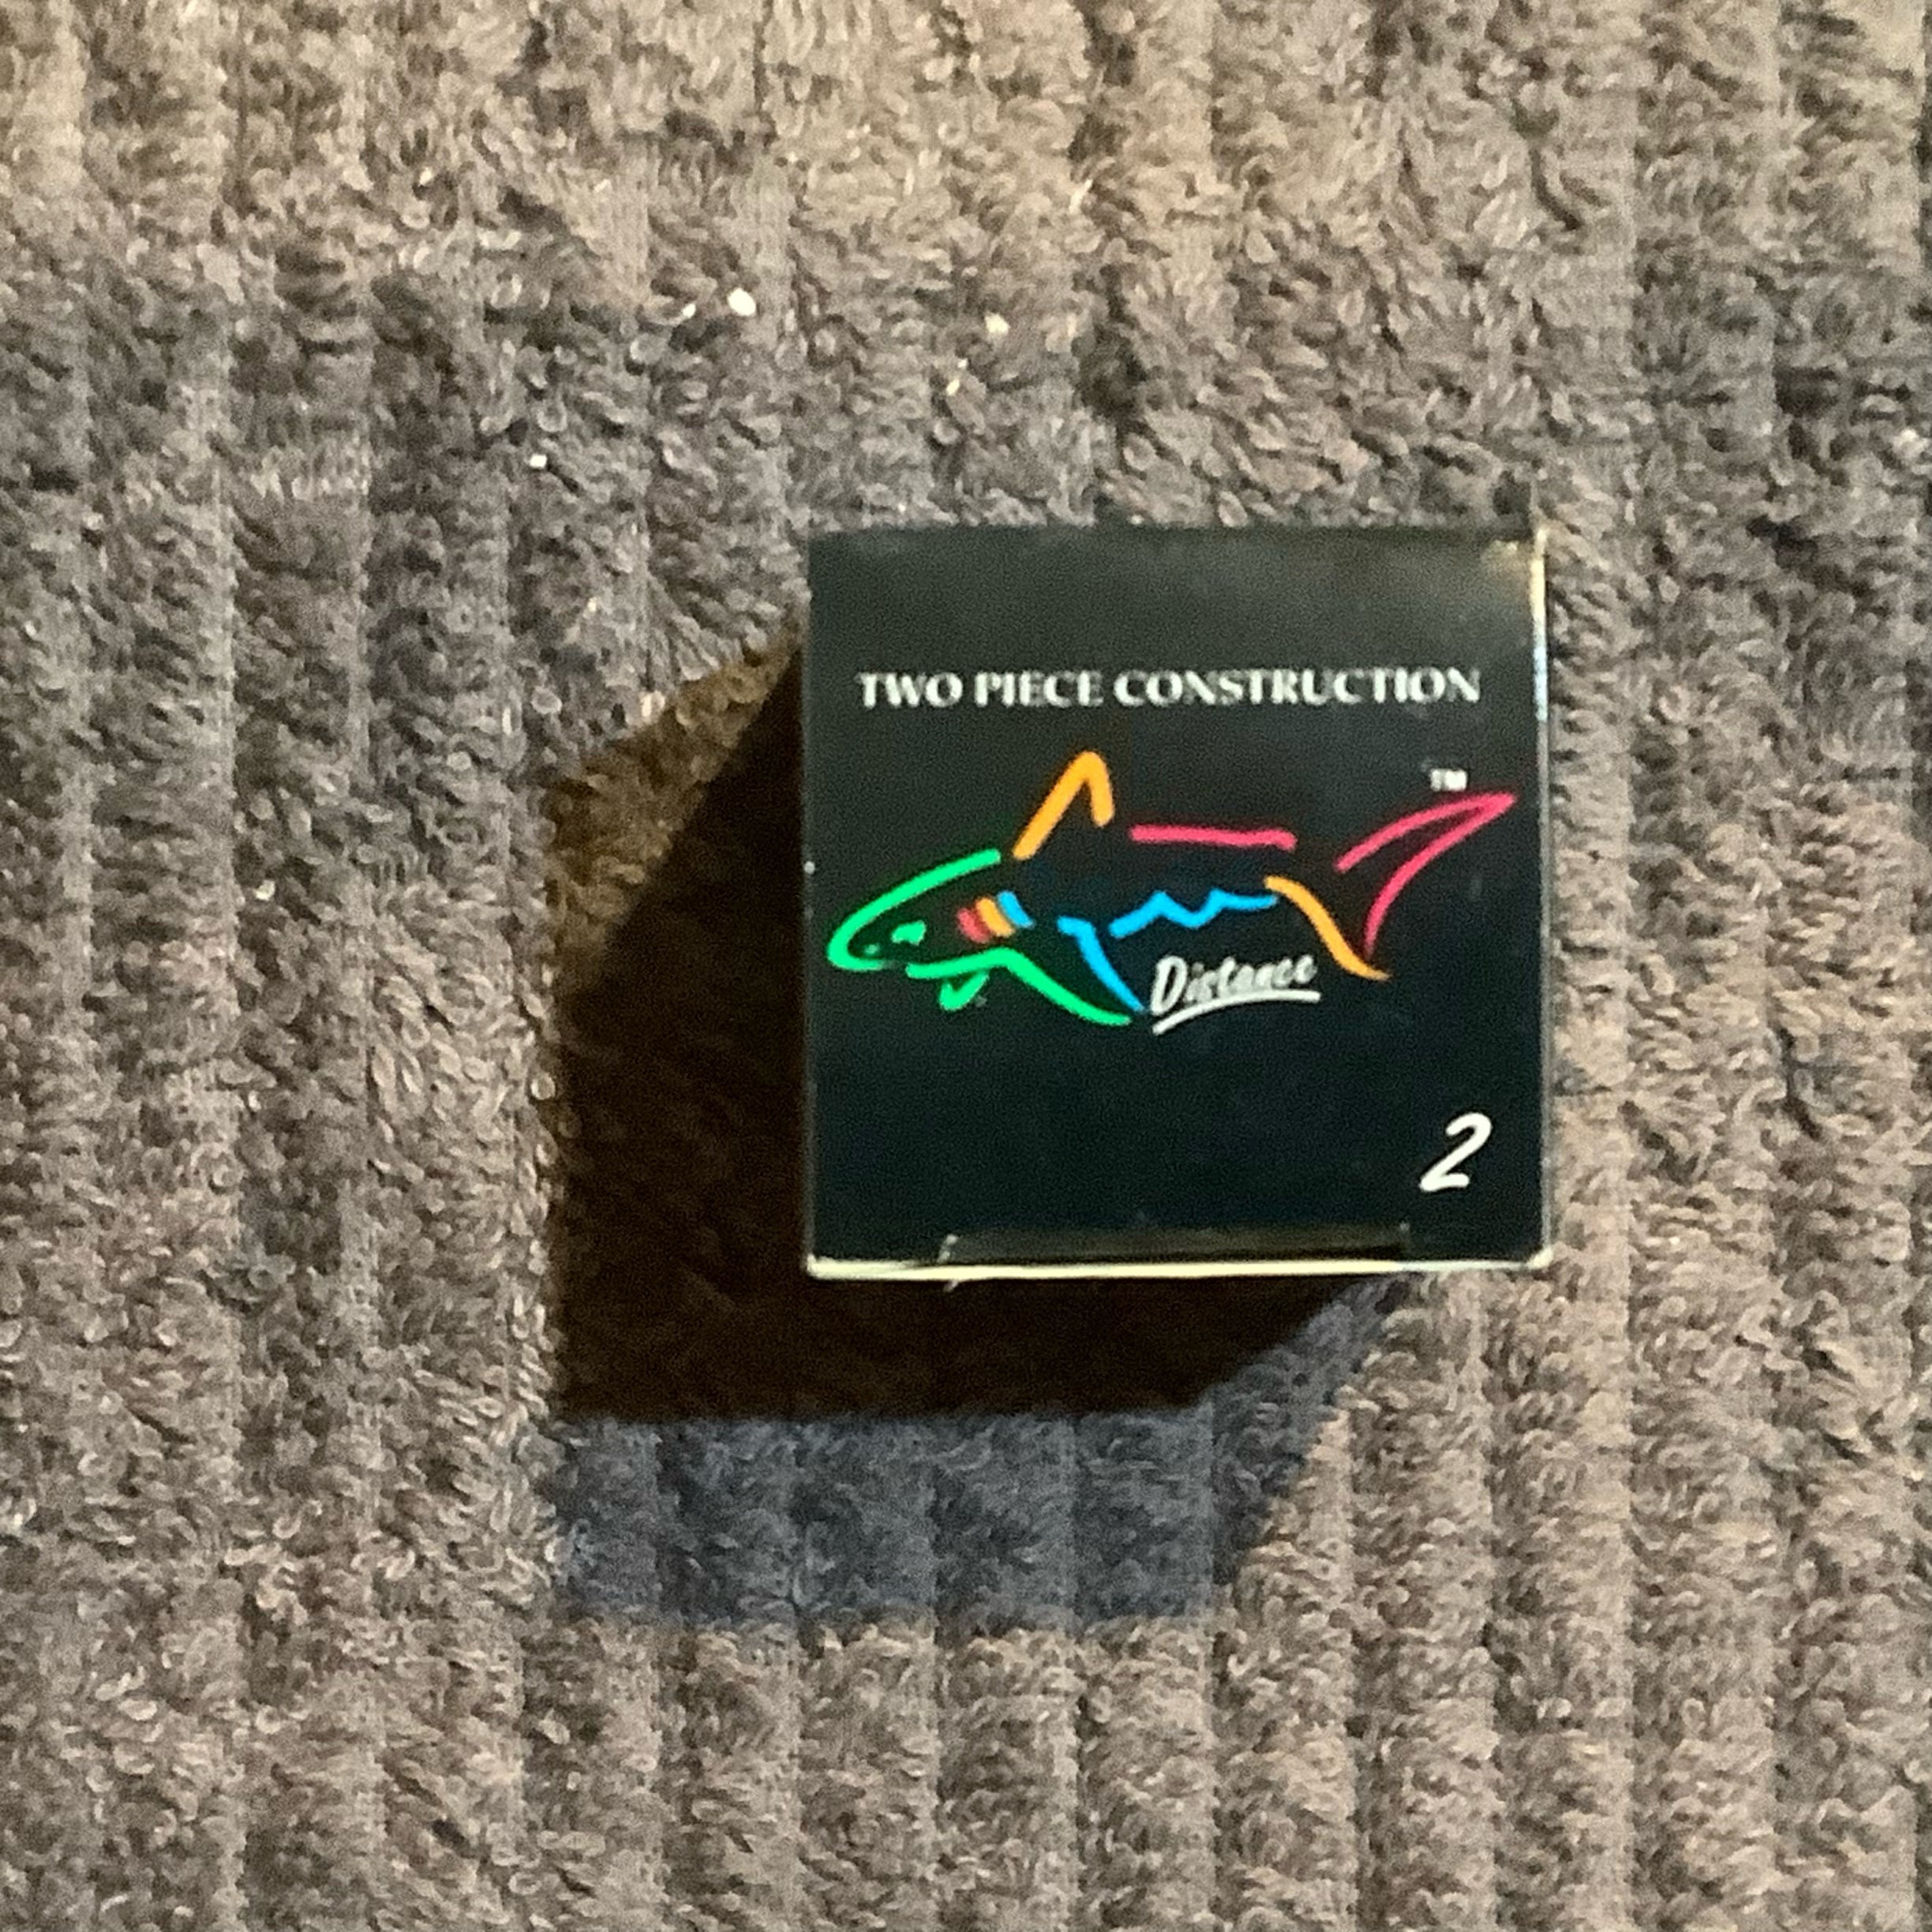 TWO PIECE CONSTRUCTION
TM
Distance
2